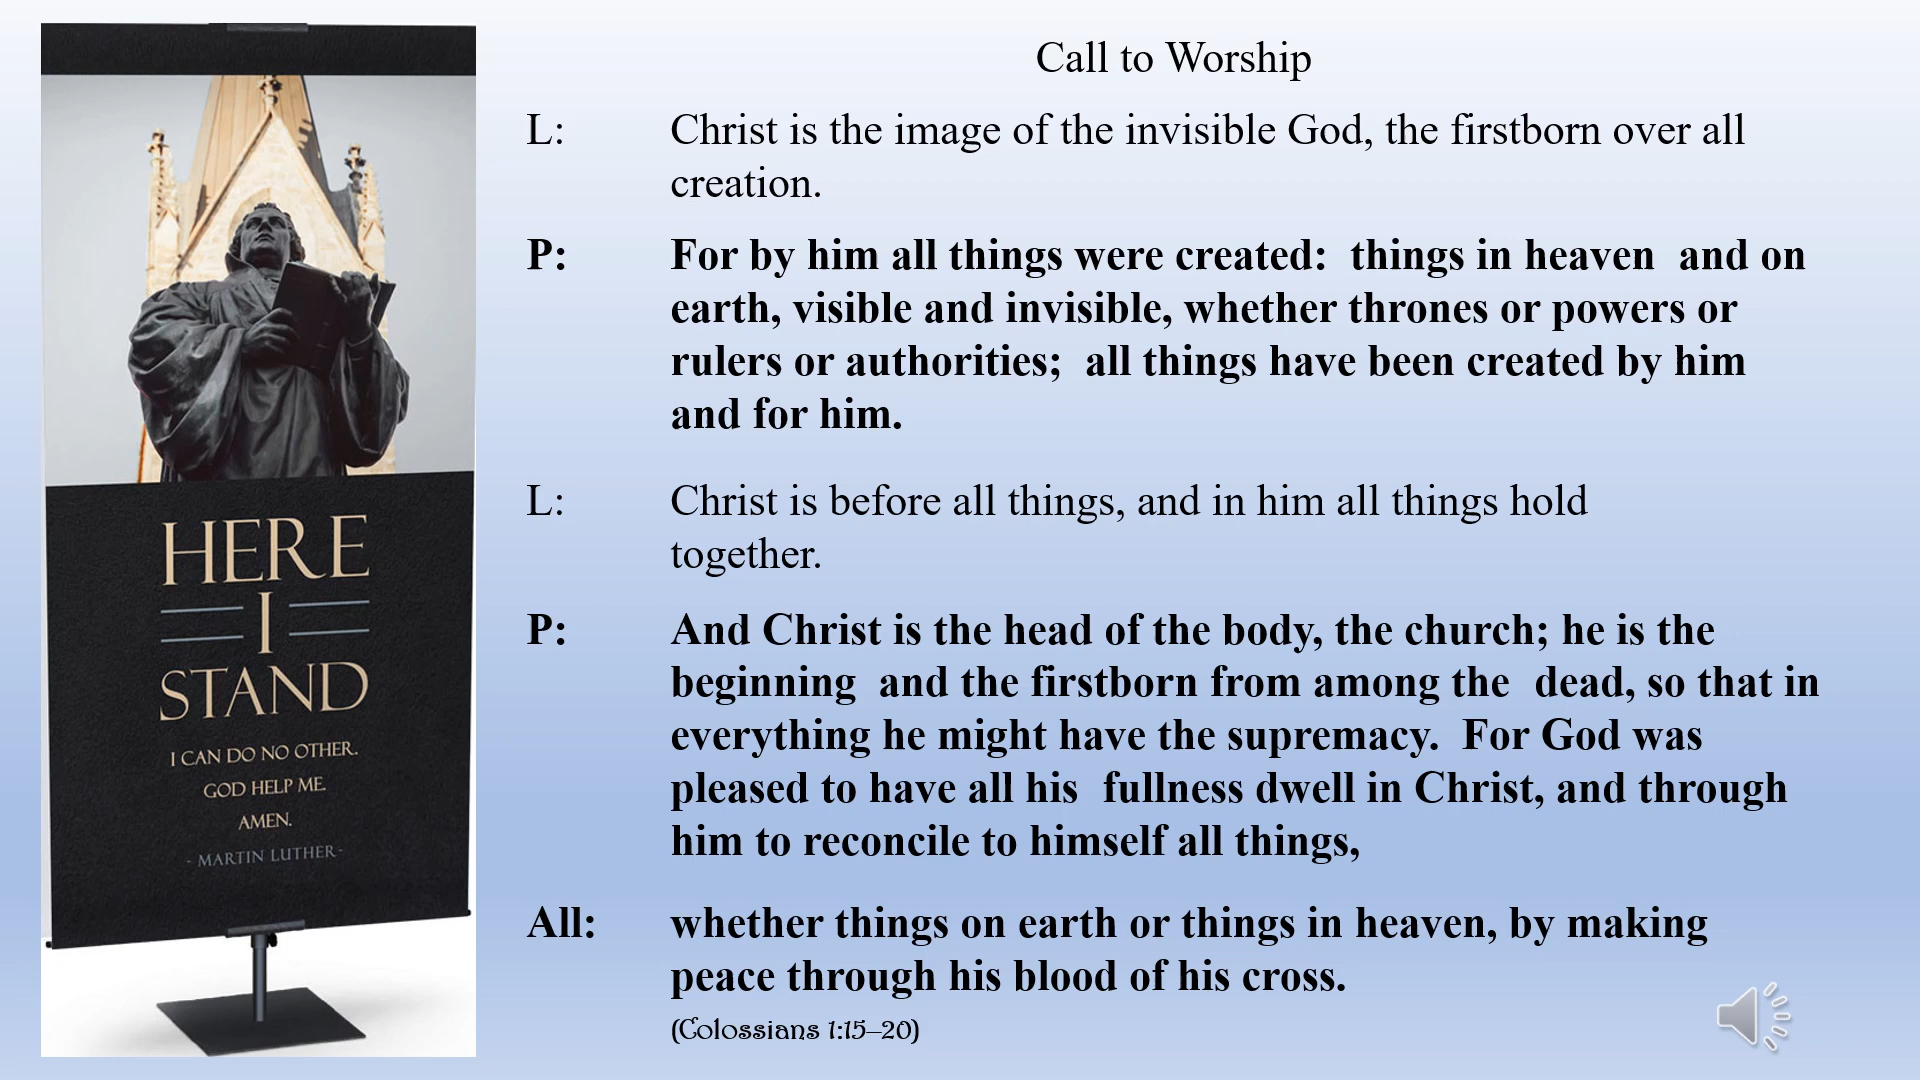 HERE
I
STAND
I CAN DO NO OTHER.
GOD HELP ME.
AMEN.
- MARTIN LUTHER-
Call to Worship
L: Christ is the image of the invisible God, the firstborn over all
creation.
P: For by him all things were created: things in heaven and on
earth, visible and invisible, whether thrones or powers or
rulers or authorities; all things have been created by him
and for him.
L: Christ is before all things, and in him all things hold
together.
P: And Christ is the head of the body, the church; he is the
beginning and the firstborn from among the dead, so that in
everything he might have the supremacy. For God was
pleased to have all his fullness dwell in Christ, and through
him to reconcile to himself all things,
All: whether things on earth or things in heaven, by making
peace through his blood of his cross.
(Colossians 1:15–20)